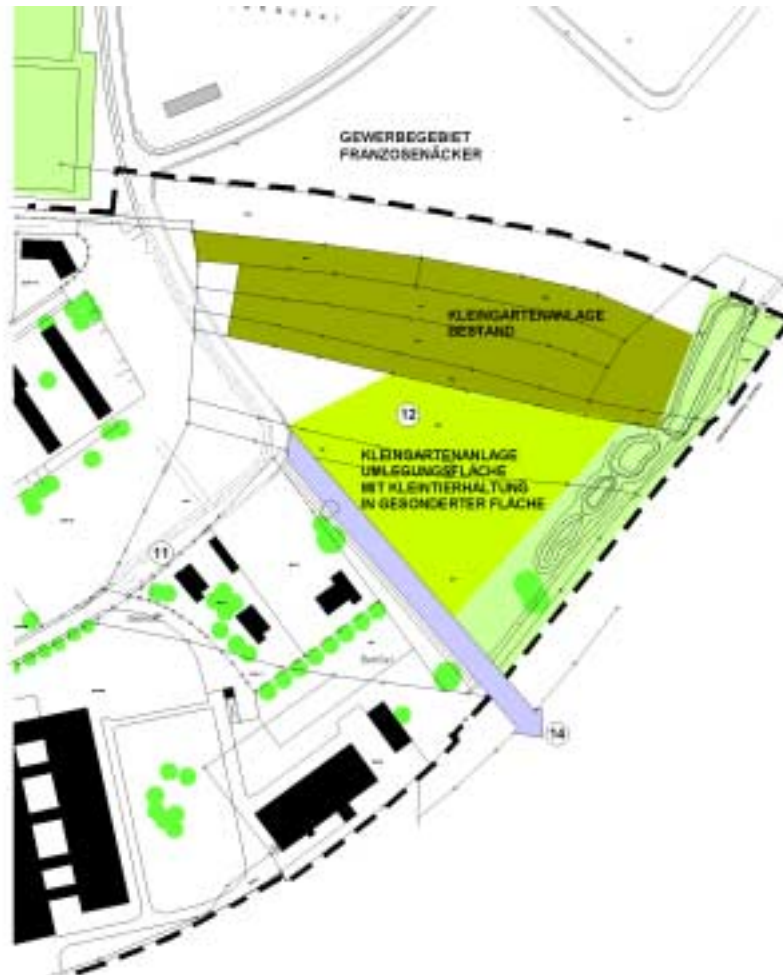 GEWERBEGEBIET
FRANZOSENÄCKER
KLEINGARTENANLAGE
BESTAND
12
KLEINGARTENANLAGE
UMLEGUNGSFLÄCHE
MIT KLEINTIERHALTUNG
IN GESONDERTER FLÄCHE
11
14